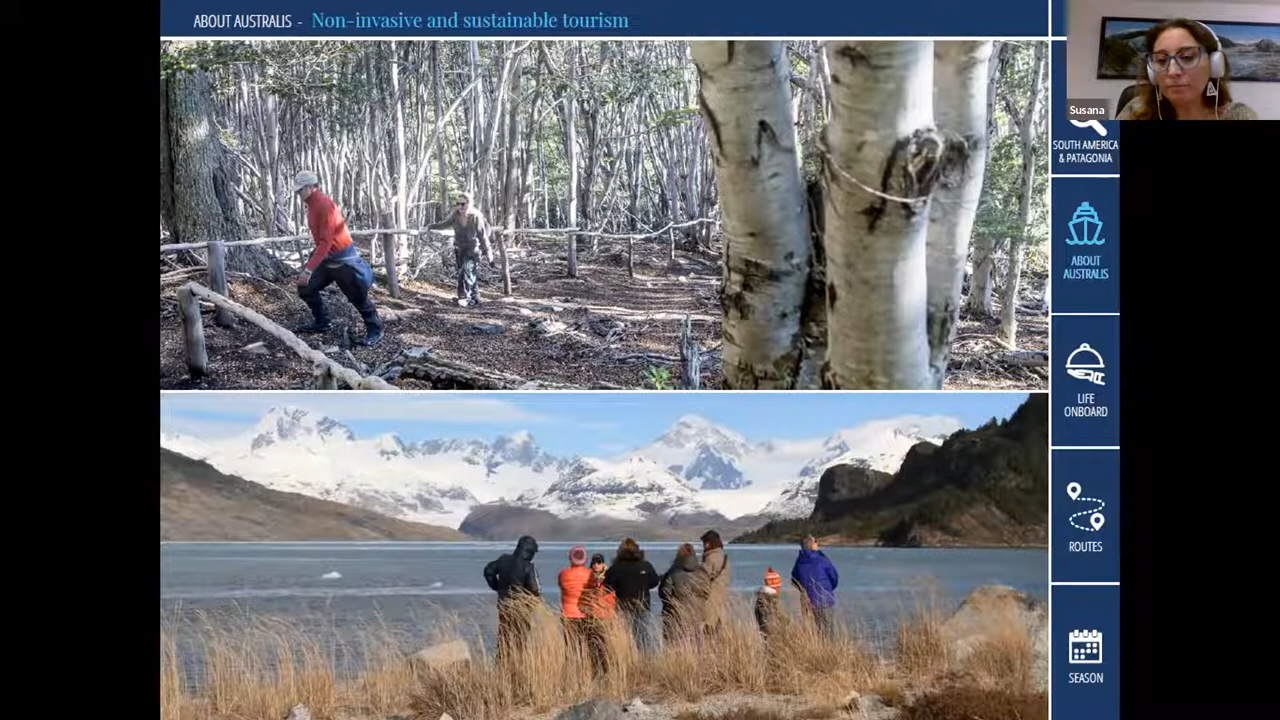 ABOUT AUSTRALIS - Non-invasive and sustainable tourism
Susana
SOUTH AMERICA
& PATAGONIA
ABOUT
AUSTRALIS
LIFE
ONBOARD
ROUTES
SEASON